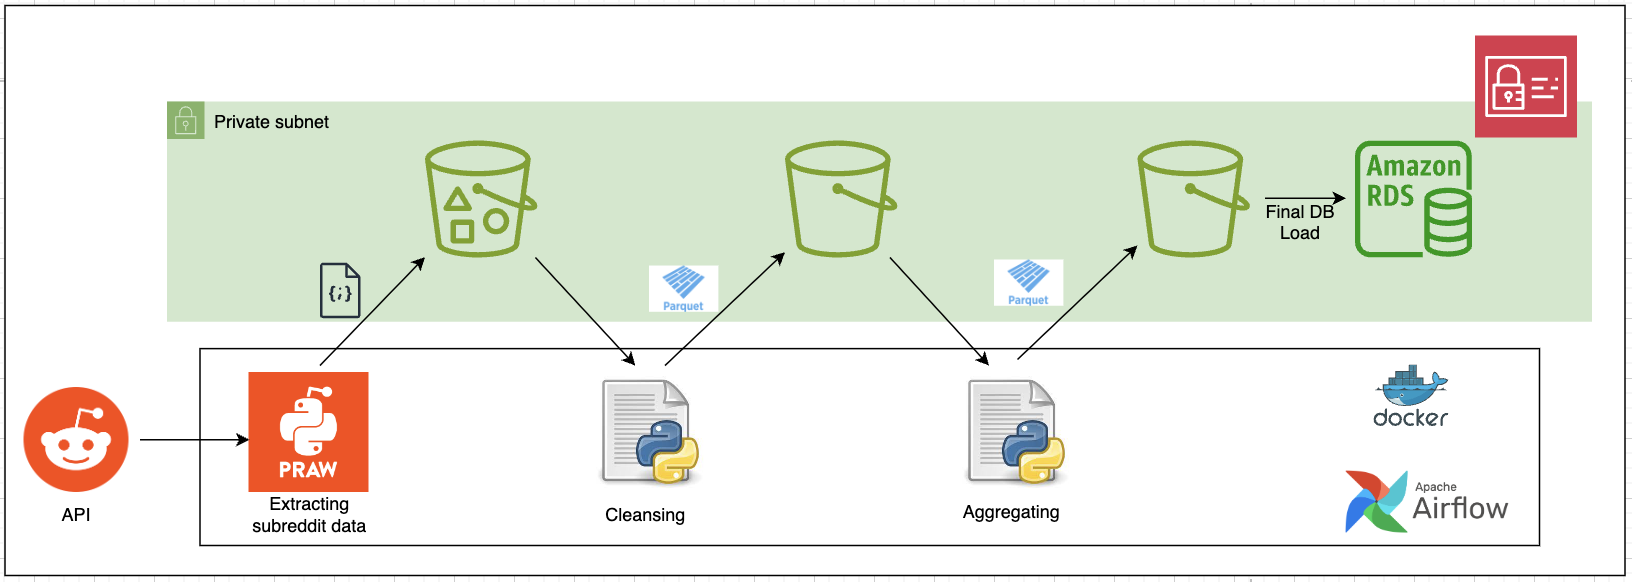 Private subnet
Amazon
RDS
Final DB
Load
{;}
Parquet
Parquet
PRAW
docker
Apache
Airflow
API
Extracting
subreddit data
Cleansing
Aggregating